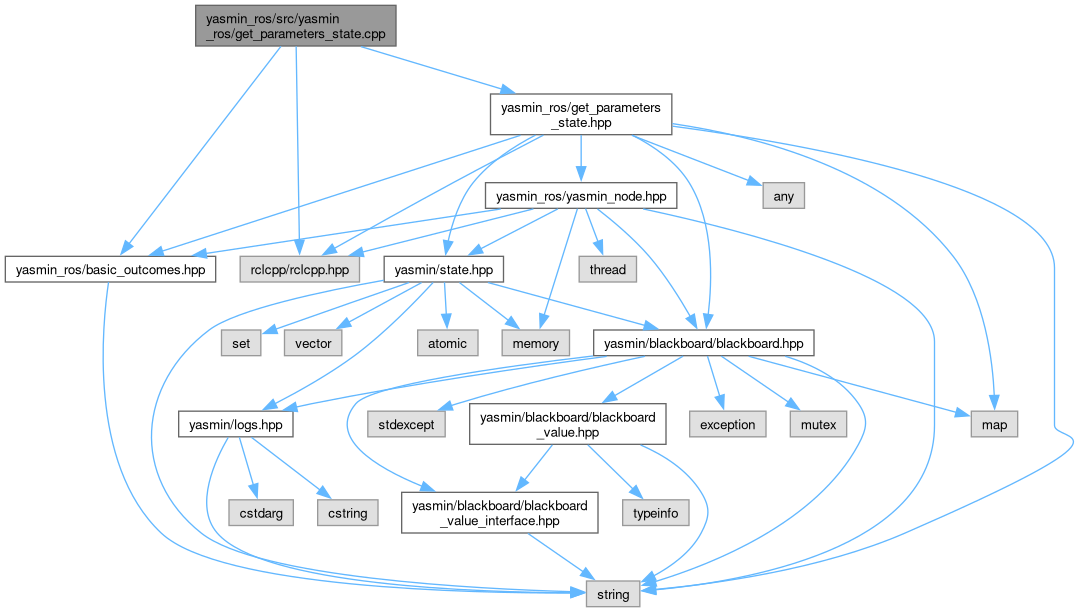 yasmin_ros/src/yasmin
_ros/get_parameters_state.cpp
yasmin_ros/get_parameters
_state.hpp
yasmin_ros/yasmin_node.hpp
any
yasmin_ros/basic_outcomes.hpp
rclcpp/rclcpp.hpp
yasmin/state.hpp
thread
set
vector
atomic
memory
yasmin/blackboard/blackboard.hpp
yasmin/logs.hpp
stdexcept
yasmin/blackboard/blackboard
_value.hpp
exception
mutex
map
cstdarg
cstring
yasmin/blackboard/blackboard
_value_interface.hpp
typeinfo
string